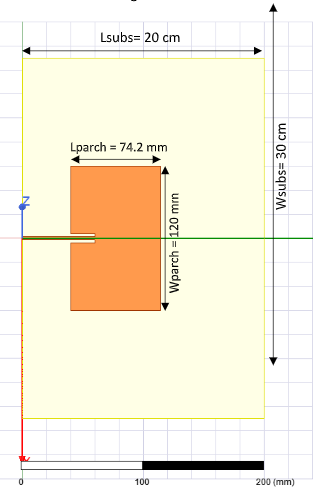 Lsubs= 20 cm
Lparch = 74.2 mm
Wsubs= 30 cm
Wparch = 120 mm
Z
0
100
200 (mm)